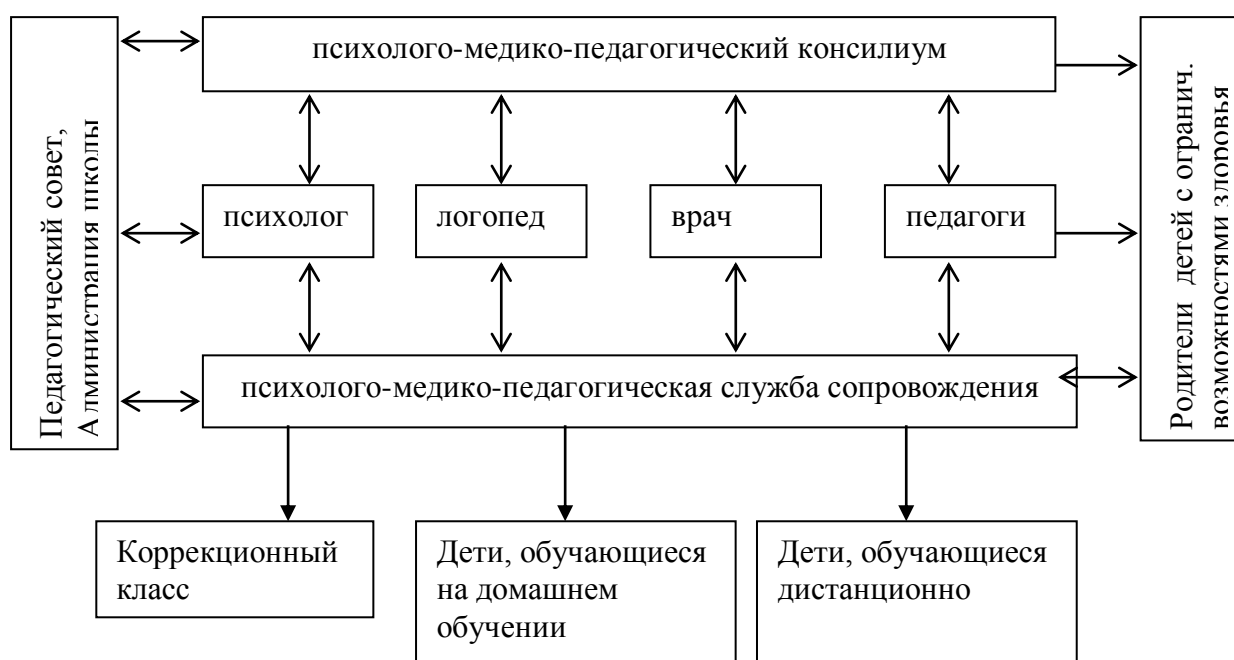 психолого-медико-педагогический консилиум
Педагогический совет,
Администрация школы
Родители детей с огранич.
возможностями здоровья
психолог
логопед
врач
педагоги
психолого-медико-педагогическая служба сопровождения
Коррекционный
класс
Дети, обучающиеся
на домашнем
обучении
Дети, обучающиеся
дистанционно